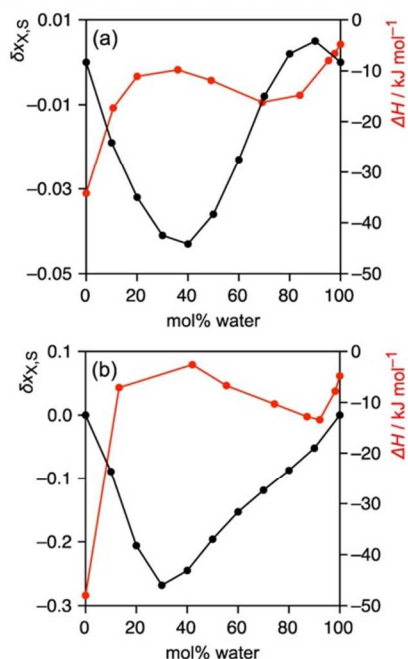 (a)
δx_X,S
0.01
−0.01
−0.03
−0.05
0
−10
−20
−30
−40
−50
ΔH / kJ mol⁻¹
0 20 40 60 80 100
mol% water
(b)
δx_X,S
0.1
0.0
−0.1
−0.2
−0.3
0
−10
−20
−30
−40
−50
ΔH / kJ mol⁻¹
0 20 40 60 80 100
mol% water